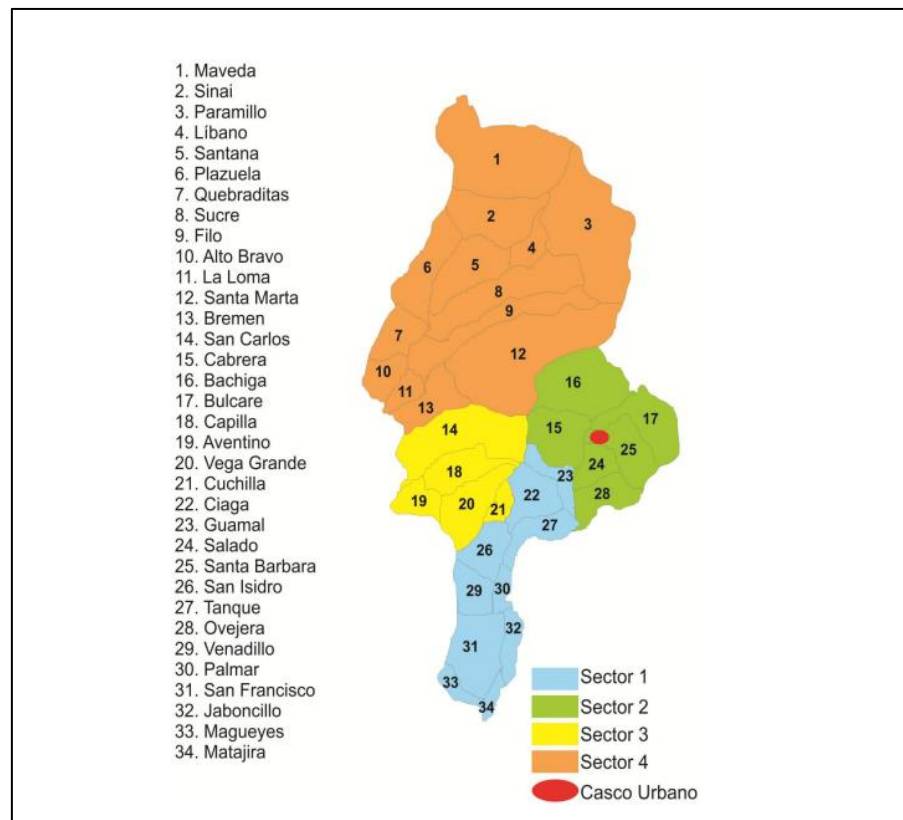 1. Maveda
2. Sinai
3. Paramillo
4. Líbano
5. Santana
6. Plazuela
7. Quebraditas
8. Sucre
9. Filo
10. Alto Bravo
11. La Loma
12. Santa Marta
13. Bremen
14. San Carlos
15. Cabrera
16. Bachiga
17. Bulcare
18. Capilla
19. Aventino
20. Vega Grande
21. Cuchilla
22. Ciaga
23. Guamal
24. Salado
25. Santa Barbara
26. San Isidro
27. Tanque
28. Ovejera
29. Venadillo
30. Palmar
31. San Francisco
32. Jaboncillo
33. Magueyes
34. Matajira
1
2
3
4
5
6
8
9
7
12
10
11
13
16
14
15
17
25
24
18
23
22
28
19
20
21
27
26
29
30
32
31
33
34
Sector 1
Sector 2
Sector 3
Sector 4
Casco Urbano